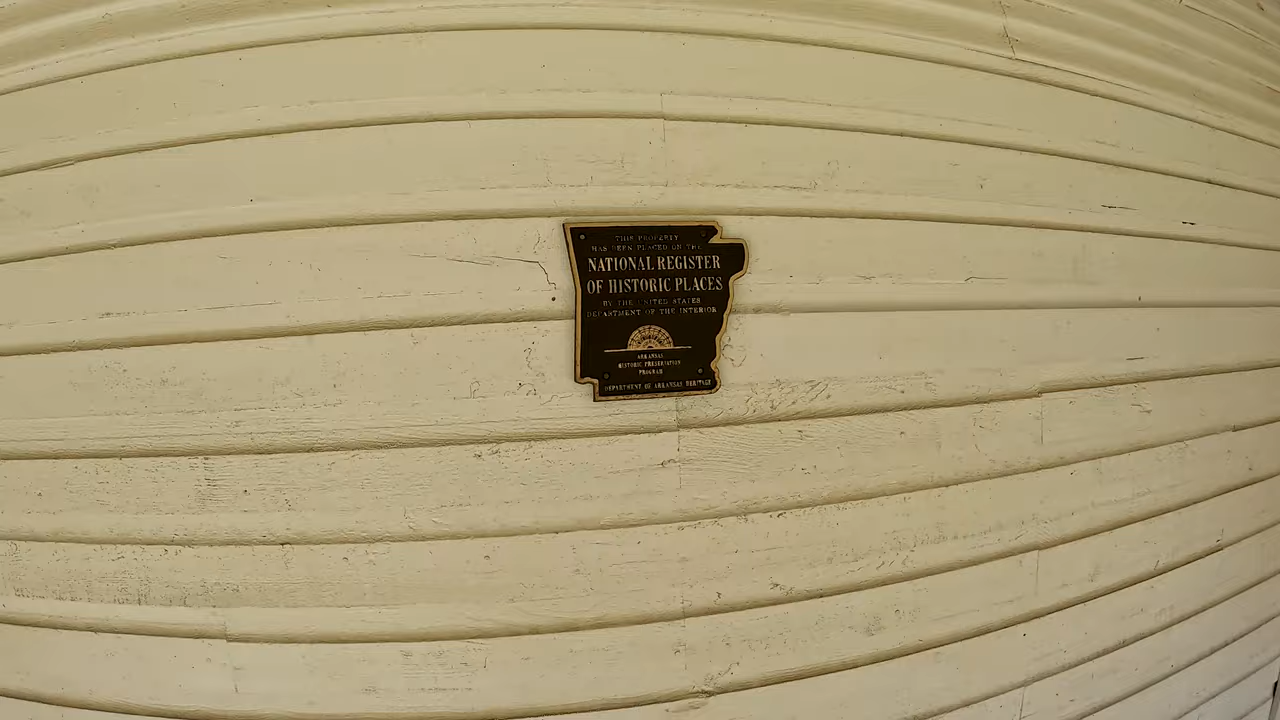 THIS PROPERTY
HAS BEEN PLACED ON THE
NATIONAL REGISTER
OF HISTORIC PLACES
BY THE UNITED STATES
DEPARTMENT OF THE INTERIOR
ARKANSAS
HISTORIC PRESERVATION
PROGRAM
DEPARTMENT OF ARKANSAS HERITAGE